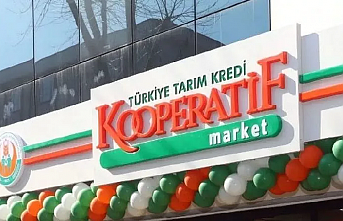 TÜRKİYE TARIM KREDİ
KOOPERATİF
market